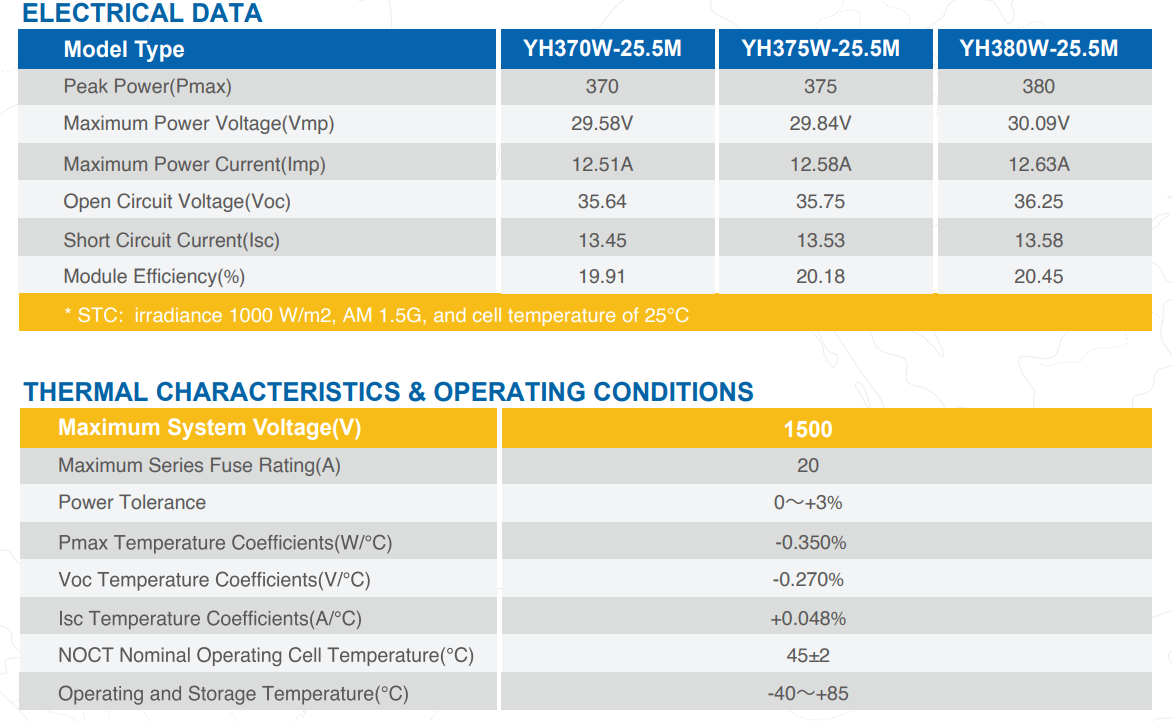 ELECTRICAL DATA
Model Type YH370W-25.5M YH375W-25.5M YH380W-25.5M
Peak Power(Pmax) 370 375 380
Maximum Power Voltage(Vmp) 29.58V 29.84V 30.09V
Maximum Power Current(Imp) 12.51A 12.58A 12.63A
Open Circuit Voltage(Voc) 35.64 35.75 36.25
Short Circuit Current(Isc) 13.45 13.53 13.58
Module Efficiency(%) 19.91 20.18 20.45
* STC: irradiance 1000 W/m2, AM 1.5G, and cell temperature of 25°C
THERMAL CHARACTERISTICS & OPERATING CONDITIONS
Maximum System Voltage(V) 1500
Maximum Series Fuse Rating(A) 20
Power Tolerance 0～+3%
Pmax Temperature Coefficients(W/°C) -0.350%
Voc Temperature Coefficients(V/°C) -0.270%
Isc Temperature Coefficients(A/°C) +0.048%
NOCT Nominal Operating Cell Temperature(°C) 45±2
Operating and Storage Temperature(°C) -40～+85